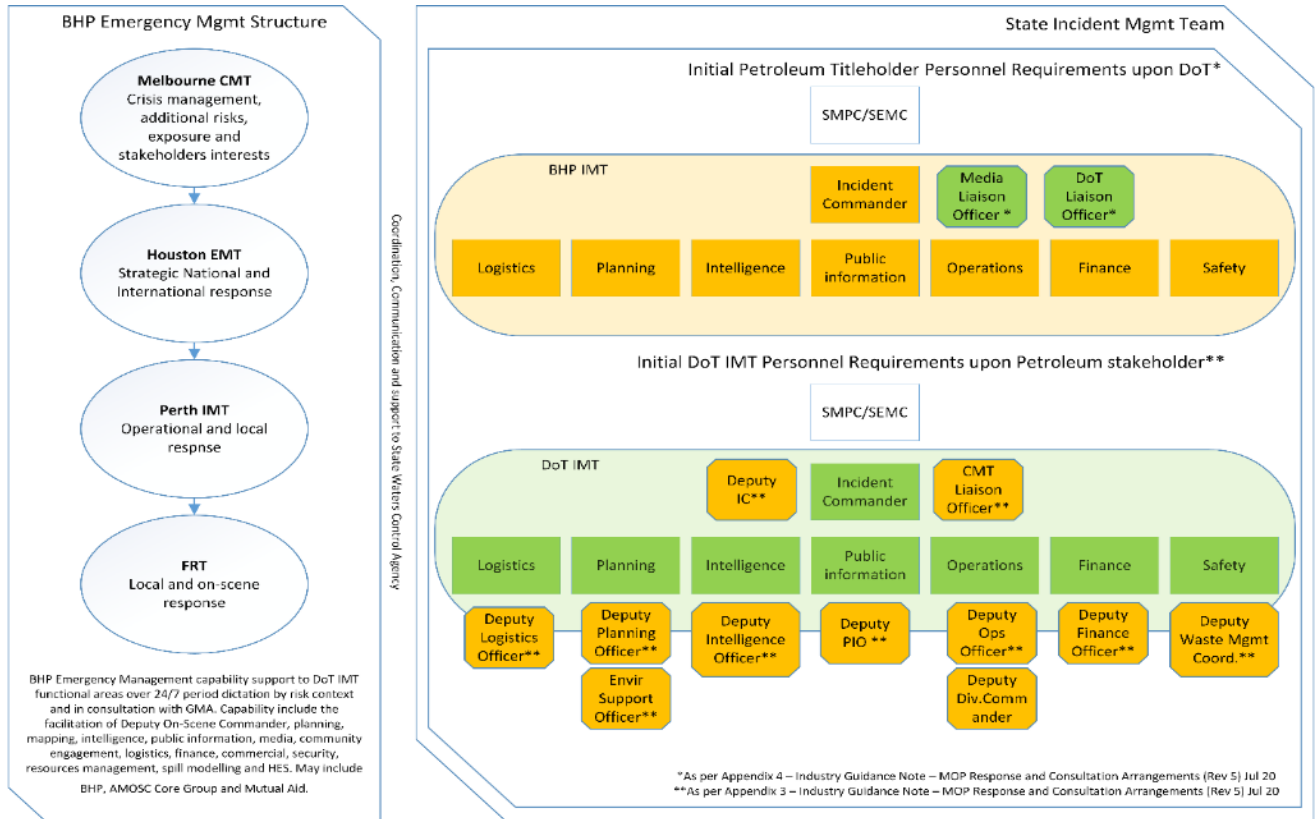 BHP Emergency Mgmt Structure
Melbourne CMT
Crisis management,
additional risks,
exposure and
stakeholders interests
Houston EMT
Strategic National and
International response
Perth IMT
Operational and local
respnse
FRT
Local and on-scene
response
BHP Emergency Management capability support to DoT IMT
functional areas over 24/7 period dictation by risk context
and in consultation with GMA. Capability include the
facilitation of Deputy On-Scene Commander, planning,
mapping, intelligence, public information, media, community
engagement, logistics, finance, commercial, security,
resources management, spill modelling and HES. May include
BHP, AMOSC Core Group and Mutual Aid.
Coordination, Communication and support to State Waters Control Agency
State Incident Mgmt Team
Initial Petroleum Titleholder Personnel Requirements upon DoT*
SMPC/SEMC
BHP IMT
Incident
Commander
Media
Liaison
Officer *
DoT
Liaison
Officer*
Logistics
Planning
Intelligence
Public
information
Operations
Finance
Safety
Initial DoT IMT Personnel Requirements upon Petroleum stakeholder**
SMPC/SEMC
DoT IMT
Deputy
IC**
Incident
Commander
CMT
Liaison
Officer**
Logistics
Planning
Intelligence
Public
information
Operations
Finance
Safety
Deputy
Logistics
Officer**
Deputy
Planning
Officer**
Deputy
Intelligence
Officer**
Deputy
PIO **
Deputy
Ops
Officer**
Deputy
Finance
Officer**
Deputy
Waste Mgmt
Coord.**
Envir
Support
Officer**
Deputy
Div.Comm
ander
*As per Appendix 4 – Industry Guidance Note – MOP Response and Consultation Arrangements (Rev 5) Jul 20
**As per Appendix 3 – Industry Guidance Note – MOP Response and Consultation Arrangements (Rev 5) Jul 20